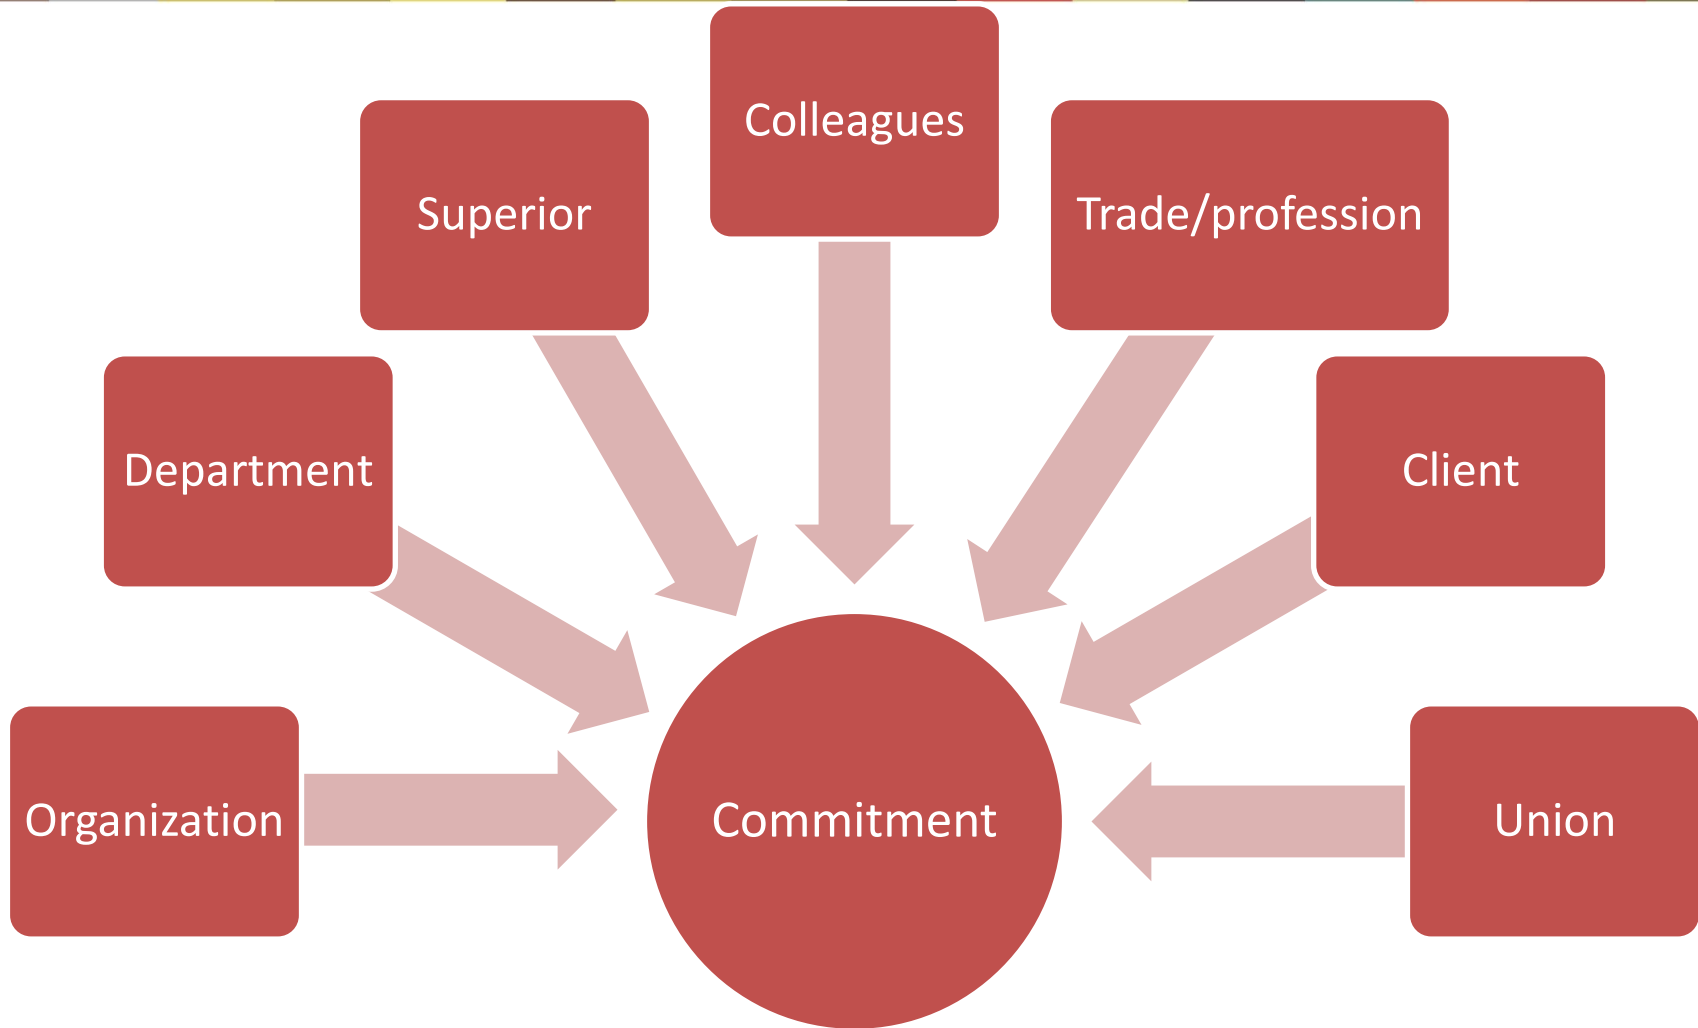 Colleagues
Superior
Trade/profession
Department
Client
Organization
Commitment
Union